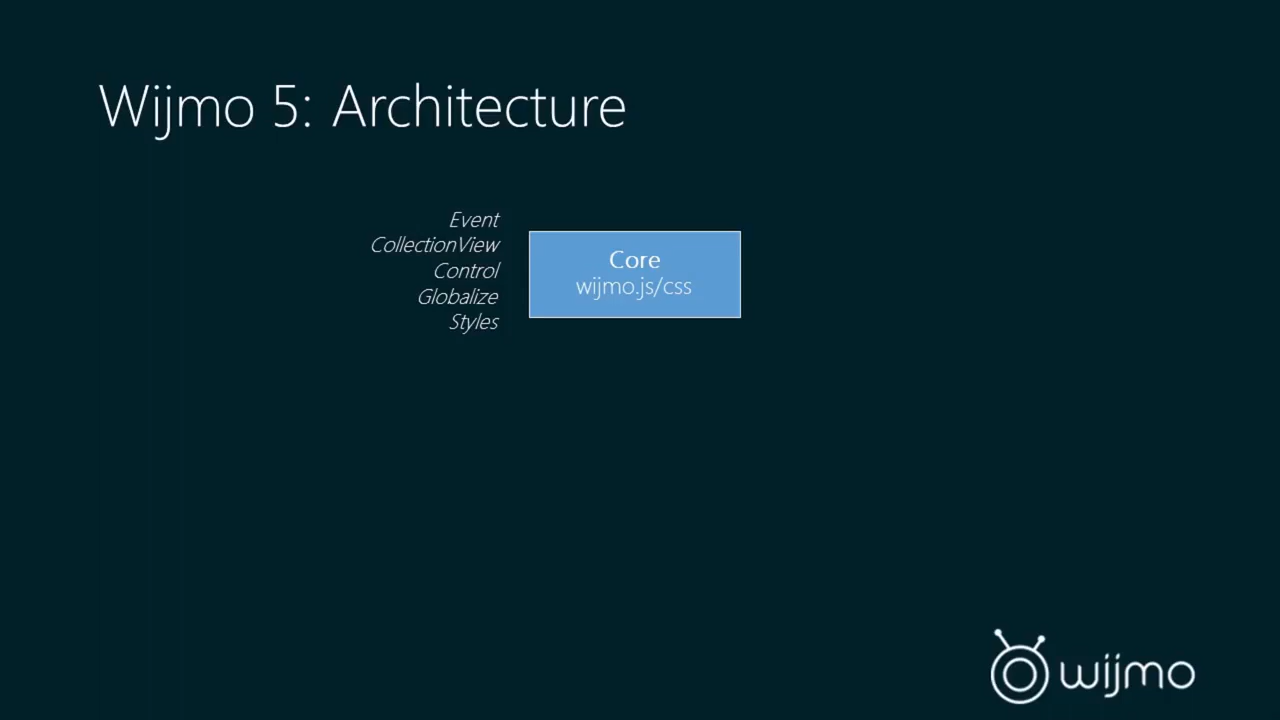 Wijmo 5: Architecture
Event
CollectionView
Control
Globalize
Styles
Core
wijmo.js/css
wijmo